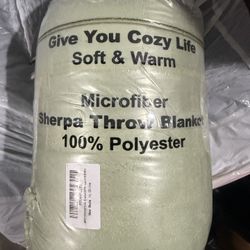 Give You Cozy Life
Soft & Warm
Microfiber
Sherpa Throw Blanket
100% Polyester